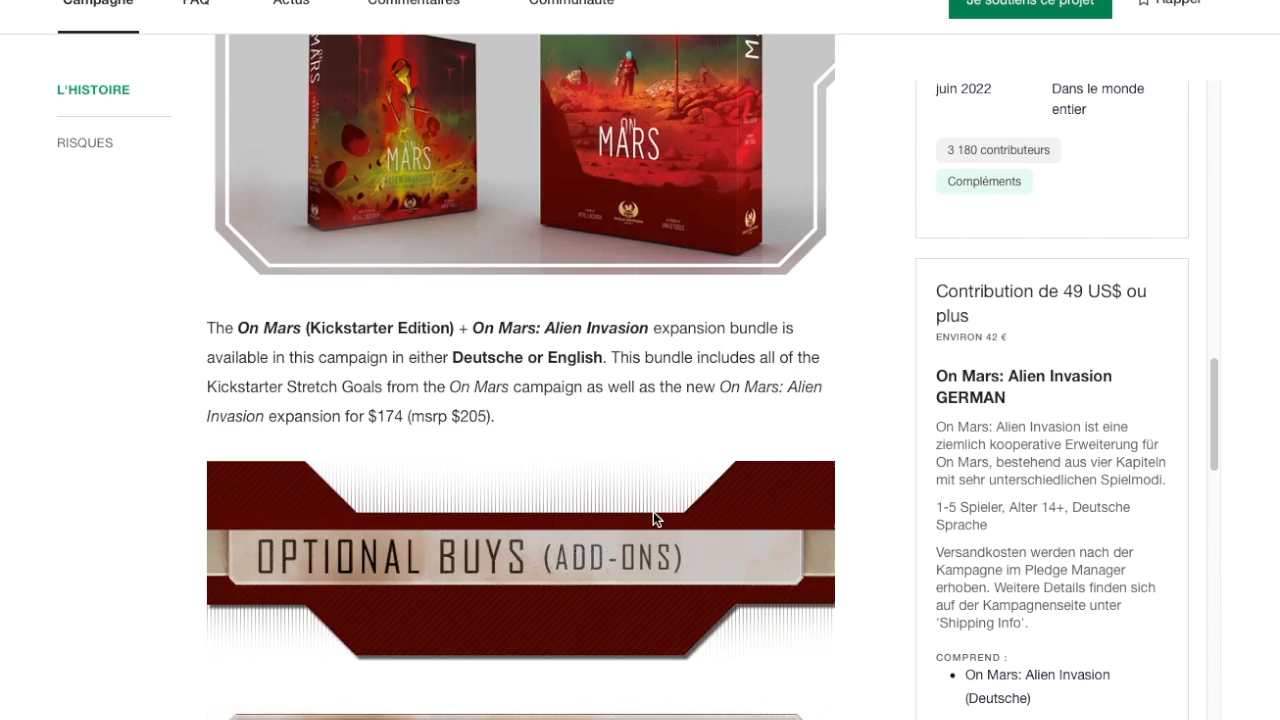 Campagne
FAQ
Actus
Commentaires
Communauté
Je soutiens ce projet
Rappel
L'HISTOIRE
RISQUES
MARS
ON
MARS
ALIEN INVASION
ON
MARS
The On Mars (Kickstarter Edition) + On Mars: Alien Invasion expansion bundle is
available in this campaign in either Deutsche or English. This bundle includes all of the
Kickstarter Stretch Goals from the On Mars campaign as well as the new On Mars: Alien
Invasion expansion for $174 (msrp $205).
OPTIONAL BUYS (ADD-ONS)
juin 2022
Dans le monde
entier
3 180 contributeurs
Compléments
Contribution de 49 US$ ou
plus
ENVIRON 42 €
On Mars: Alien Invasion
GERMAN
On Mars: Alien Invasion ist eine
ziemlich kooperative Erweiterung für
On Mars, bestehend aus vier Kapiteln
mit sehr unterschiedlichen Spielmodi.
1-5 Spieler, Alter 14+, Deutsche
Sprache
Versandkosten werden nach der
Kampagne im Pledge Manager
erhoben. Weitere Details finden sich
auf der Kampagnenseite unter
'Shipping Info'.
COMPREND :
• On Mars: Alien Invasion
(Deutsche)